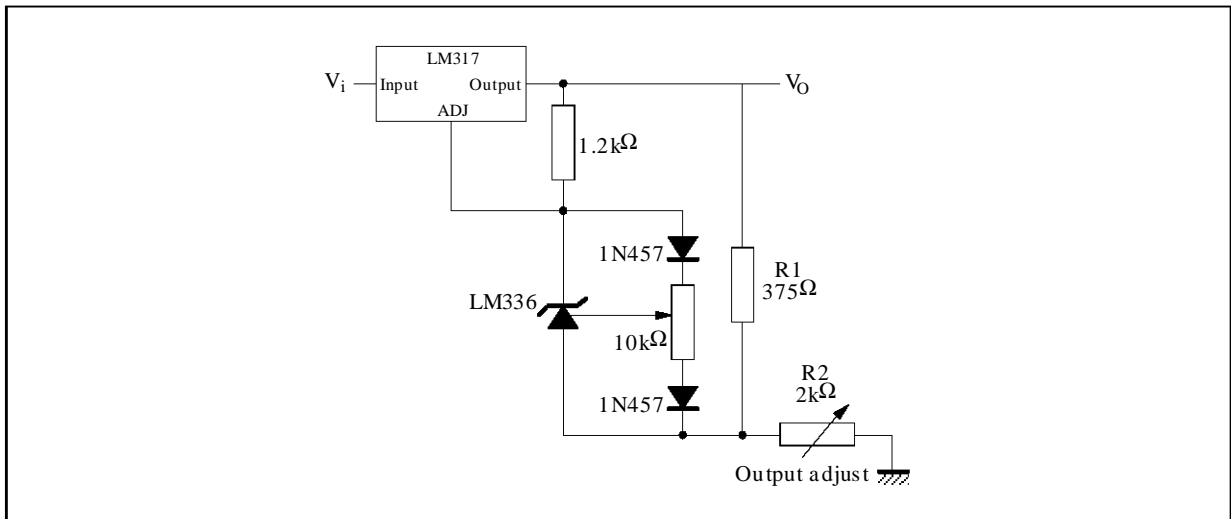 LM317
Vi
Input
Output
VO
ADJ
1.2kΩ
1N457
R1
375Ω
LM336
10kΩ
R2
2kΩ
1N457
Output adjust